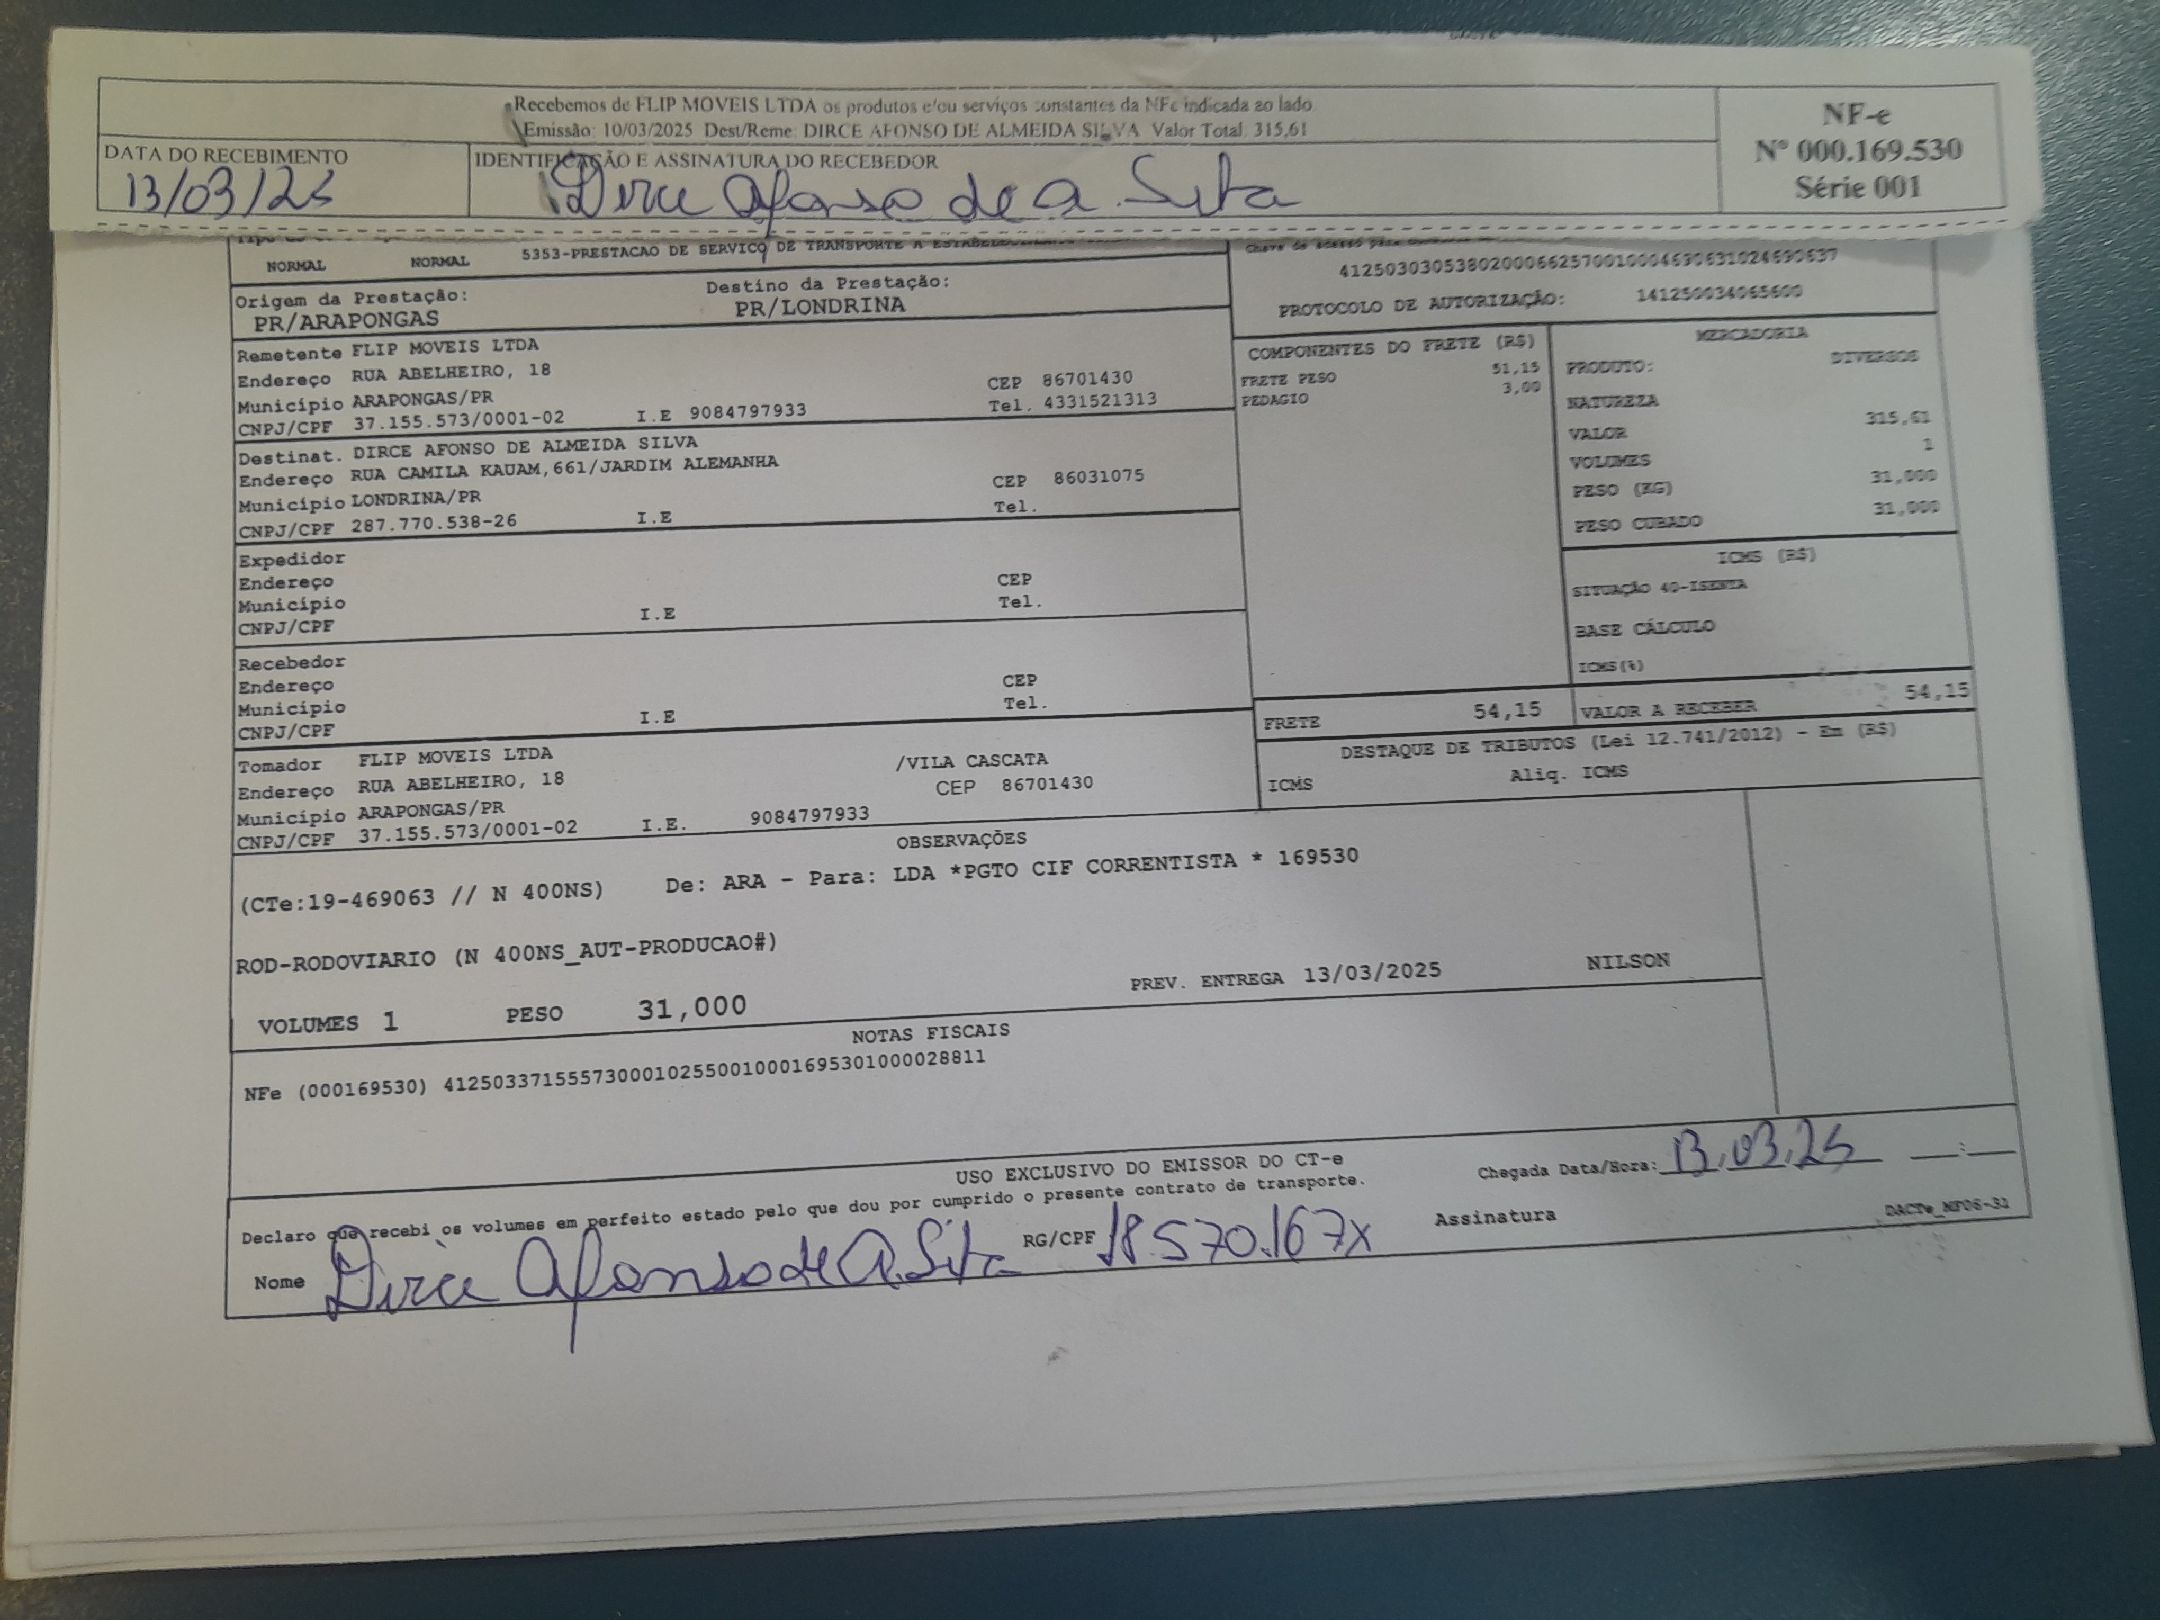 Recebemos de FLIP MOVEIS LTDA os produtos e/ou serviços constantes da NFe indicada ao lado
Emissão: 10/03/2025 Dest/Reme: DIRCE AFONSO DE ALMEIDA SILVA Valor Total: 315,61
NF-e
Nº 000.169.530
Série 001
DATA DO RECEBIMENTO
13/03/25
IDENTIFICAÇÃO E ASSINATURA DO RECEBEDOR
Dirce Afonso de A. Silva
NORMAL NORMAL 5353-PRESTACAO DE SERVICO DE TRANSPORTE A
41250303053802000662570010004690631024690637
PROTOCOLO DE AUTORIZAÇÃO: 141250034065600
Origem da Prestação: Destino da Prestação:
PR/ARAPONGAS PR/LONDRINA
Remetente FLIP MOVEIS LTDA
Endereço RUA ABELHEIRO, 18 CEP 86701430
Município ARAPONGAS/PR Tel. 4331521313
CNPJ/CPF 37.155.573/0001-02 I.E 9084797933
Destinat. DIRCE AFONSO DE ALMEIDA SILVA
Endereço RUA CAMILA KAUAM,661/JARDIM ALEMANHA CEP 86031075
Município LONDRINA/PR Tel.
CNPJ/CPF 287.770.538-26 I.E
Expedidor
Endereço CEP
Município Tel.
CNPJ/CPF I.E
Recebedor
Endereço CEP
Município Tel.
CNPJ/CPF I.E
Tomador FLIP MOVEIS LTDA /VILA CASCATA
Endereço RUA ABELHEIRO, 18 CEP 86701430
Município ARAPONGAS/PR
CNPJ/CPF 37.155.573/0001-02 I.E. 9084797933
COMPONENTES DO FRETE (R$)
FRETE PESO 51,15
PEDAGIO 3,00
MERCADORIA
PRODUTO: DIVERSOS
NATUREZA
VALOR 315,61
VOLUMES 1
PESO (KG) 31,000
PESO CUBADO 31,000
ICMS (R$)
SITUAÇÃO 40-ISENTA
BASE CÁLCULO
ICMS(%)
FRETE 54,15 VALOR A RECEBER 54,15
DESTAQUE DE TRIBUTOS (Lei 12.741/2012) - Em (R$)
ICMS Aliq. ICMS
OBSERVAÇÕES
(CTe:19-469063 // N 400NS) De: ARA - Para: LDA *PGTO CIF CORRENTISTA * 169530
ROD-RODOVIARIO (N 400NS_AUT-PRODUCAO#)
VOLUMES 1 PESO 31,000 PREV. ENTREGA 13/03/2025 NILSON
NOTAS FISCAIS
NFe (000169530) 41250337155573000102550010001695301000028811
USO EXCLUSIVO DO EMISSOR DO CT-e
Declaro que recebi os volumes em perfeito estado pelo que dou por cumprido o presente contrato de transporte.
Chegada Data/Hora: 13.03.25 __:__
Nome Dirce Afonso de A. Silva RG/CPF 18.570.167x Assinatura
DACTe_NF06-32